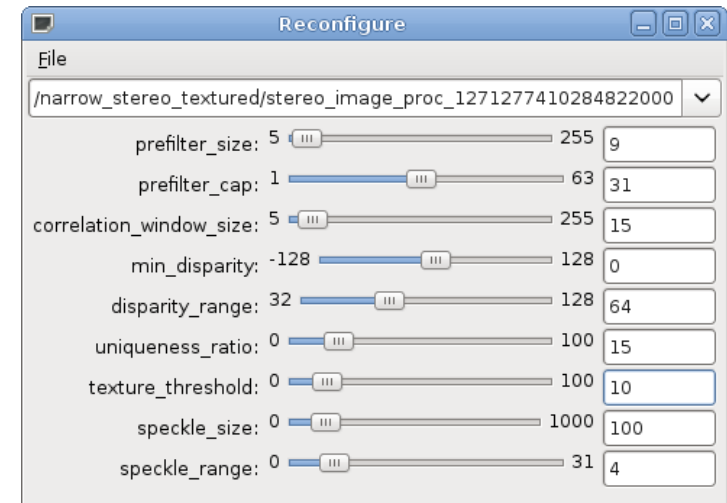 Reconfigure
File
/narrow_stereo_textured/stereo_image_proc_1271277410284822000
prefilter_size: 5 255 9
prefilter_cap: 1 63 31
correlation_window_size: 5 255 15
min_disparity: -128 128 0
disparity_range: 32 128 64
uniqueness_ratio: 0 100 15
texture_threshold: 0 100 10
speckle_size: 0 1000 100
speckle_range: 0 31 4